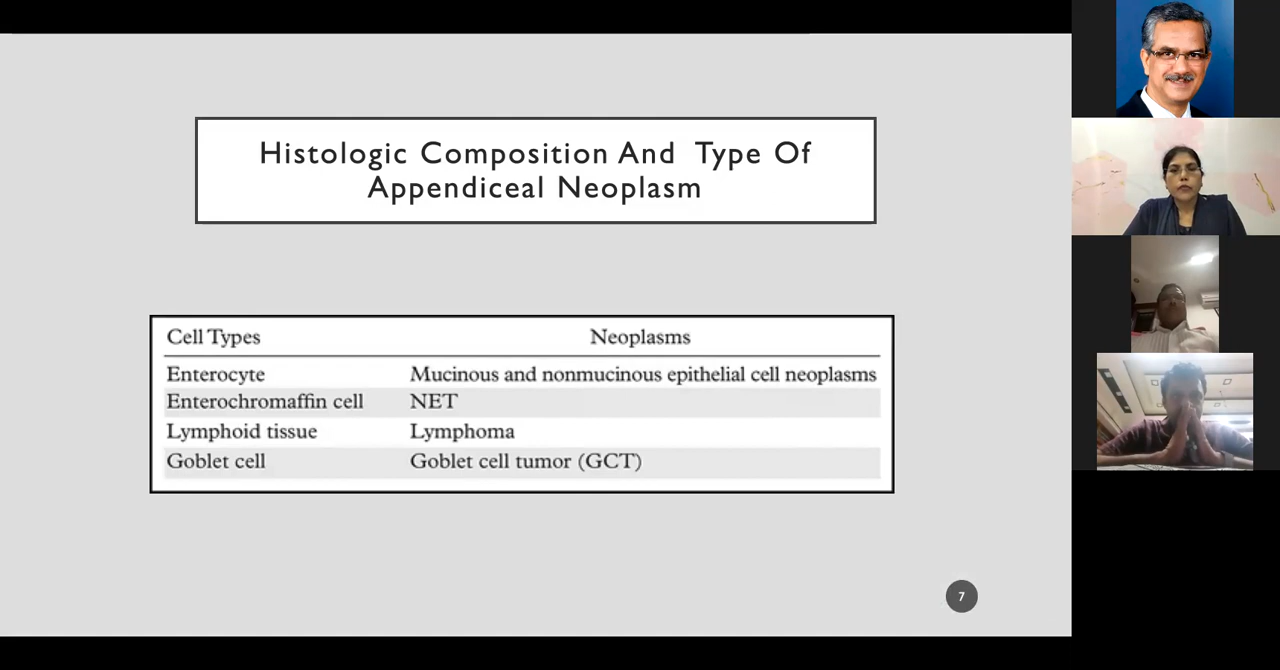 Histologic Composition And Type Of
Appendiceal Neoplasm
Cell Types Neoplasms
Enterocyte Mucinous and nonmucinous epithelial cell neoplasms
Enterochromaffin cell NET
Lymphoid tissue Lymphoma
Goblet cell Goblet cell tumor (GCT)
7